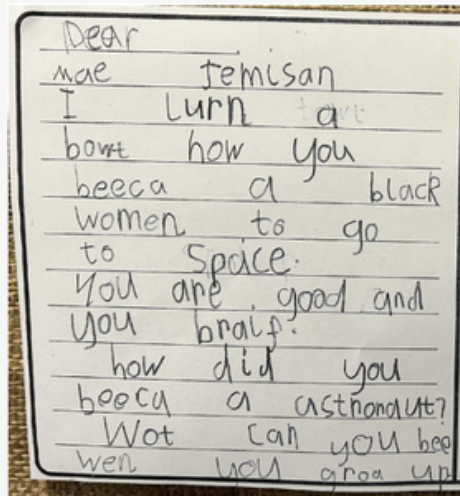 Dear
mae Jemisan
I Lurn a
bowt how you
beeca a black
women to go
to Space.
You are good and
you bralf.
how did you
beeca a astronaut?
Wot can you bee
wen you groa up